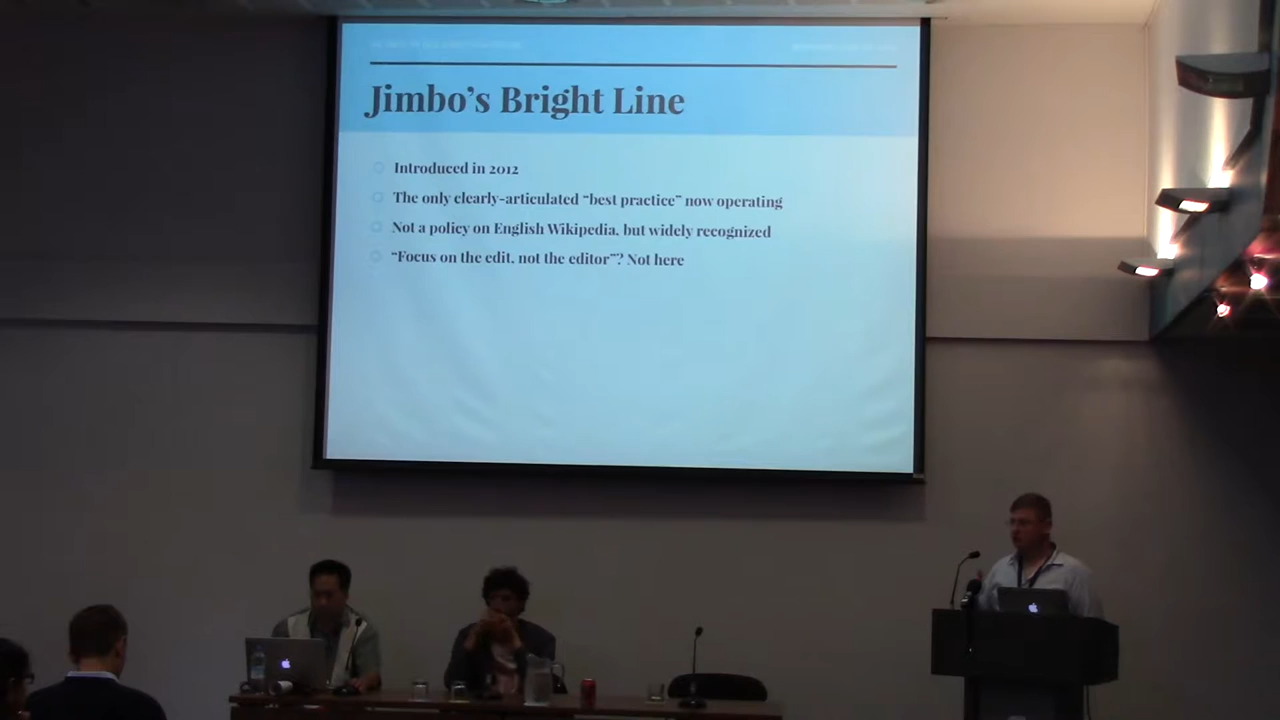 Jimbo's Bright Line
Introduced in 2012
The only clearly-articulated “best practice” now operating
Not a policy on English Wikipedia, but widely recognized
“Focus on the edit, not the editor”? Not here